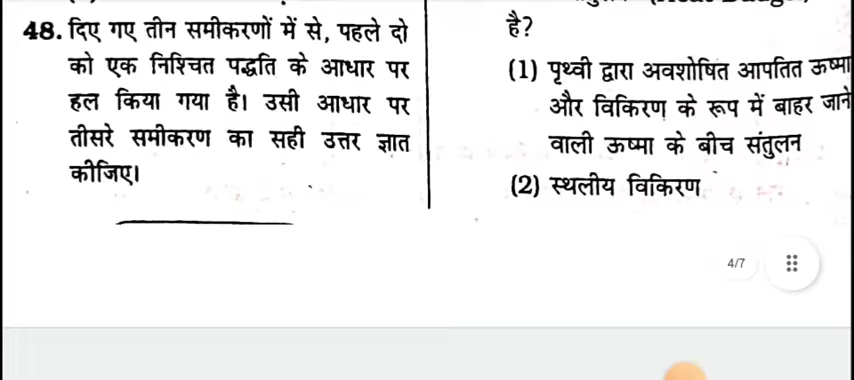 48. दिए गए तीन समीकरणों में से, पहले दो
को एक निश्चित पद्धति के आधार पर
हल किया गया है। उसी आधार पर
तीसरे समीकरण का सही उत्तर ज्ञात
कीजिए।
है?
(1) पृथ्वी द्वारा अवशोषित आपतित ऊष्मा
और विकिरण के रूप में बाहर जाने
वाली ऊष्मा के बीच संतुलन
(2) स्थलीय विकिरण
4/7